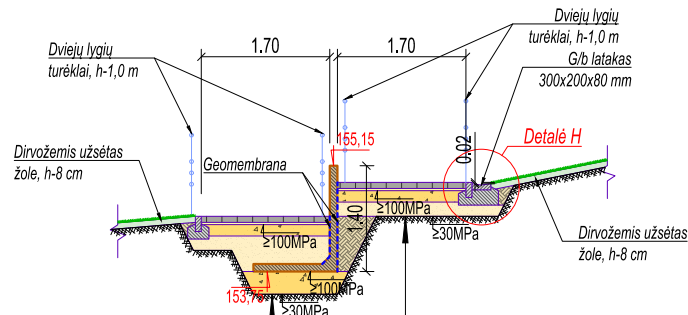 Dviejų lygių
turėklai, h-1,0 m
1.70
1.70
Dviejų lygių
turėklai, h-1,0 m
G/b latakas
300x200x80 mm
155,15
0.02
Detalė H
Dirvožemis užsėtas
žole, h-8 cm
Geomembrana
1.40
≥100MPa
≥100MPa
≥30MPa
Dirvožemis užsėtas
žole, h-8 cm
153,75
≥100MPa
≥30MPa